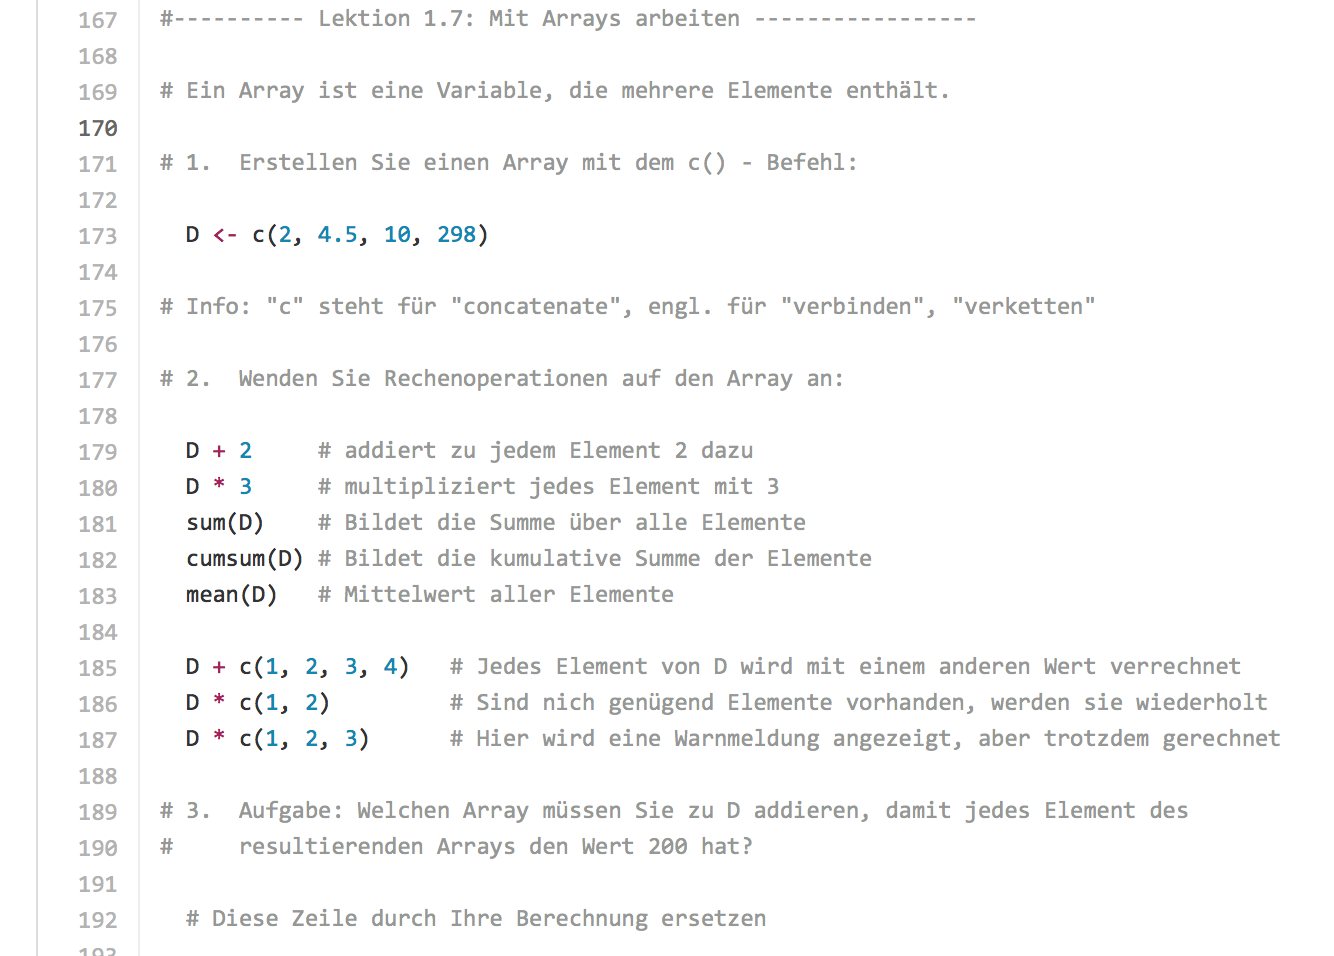 167 #---------- Lektion 1.7: Mit Arrays arbeiten -----------------
168
169 # Ein Array ist eine Variable, die mehrere Elemente enthält.
170
171 # 1.  Erstellen Sie einen Array mit dem c() - Befehl:
172
173   D <- c(2, 4.5, 10, 298)
174
175 # Info: "c" steht für "concatenate", engl. für "verbinden", "verketten"
176
177 # 2.  Wenden Sie Rechenoperationen auf den Array an:
178
179   D + 2     # addiert zu jedem Element 2 dazu
180   D * 3     # multipliziert jedes Element mit 3
181   sum(D)    # Bildet die Summe über alle Elemente
182   cumsum(D) # Bildet die kumulative Summe der Elemente
183   mean(D)   # Mittelwert aller Elemente
184
185   D + c(1, 2, 3, 4)   # Jedes Element von D wird mit einem anderen Wert verrechnet
186   D * c(1, 2)         # Sind nich genügend Elemente vorhanden, werden sie wiederholt
187   D * c(1, 2, 3)      # Hier wird eine Warnmeldung angezeigt, aber trotzdem gerechnet
188
189 # 3.  Aufgabe: Welchen Array müssen Sie zu D addieren, damit jedes Element des
190 #     resultierenden Arrays den Wert 200 hat?
191
192   # Diese Zeile durch Ihre Berechnung ersetzen
193